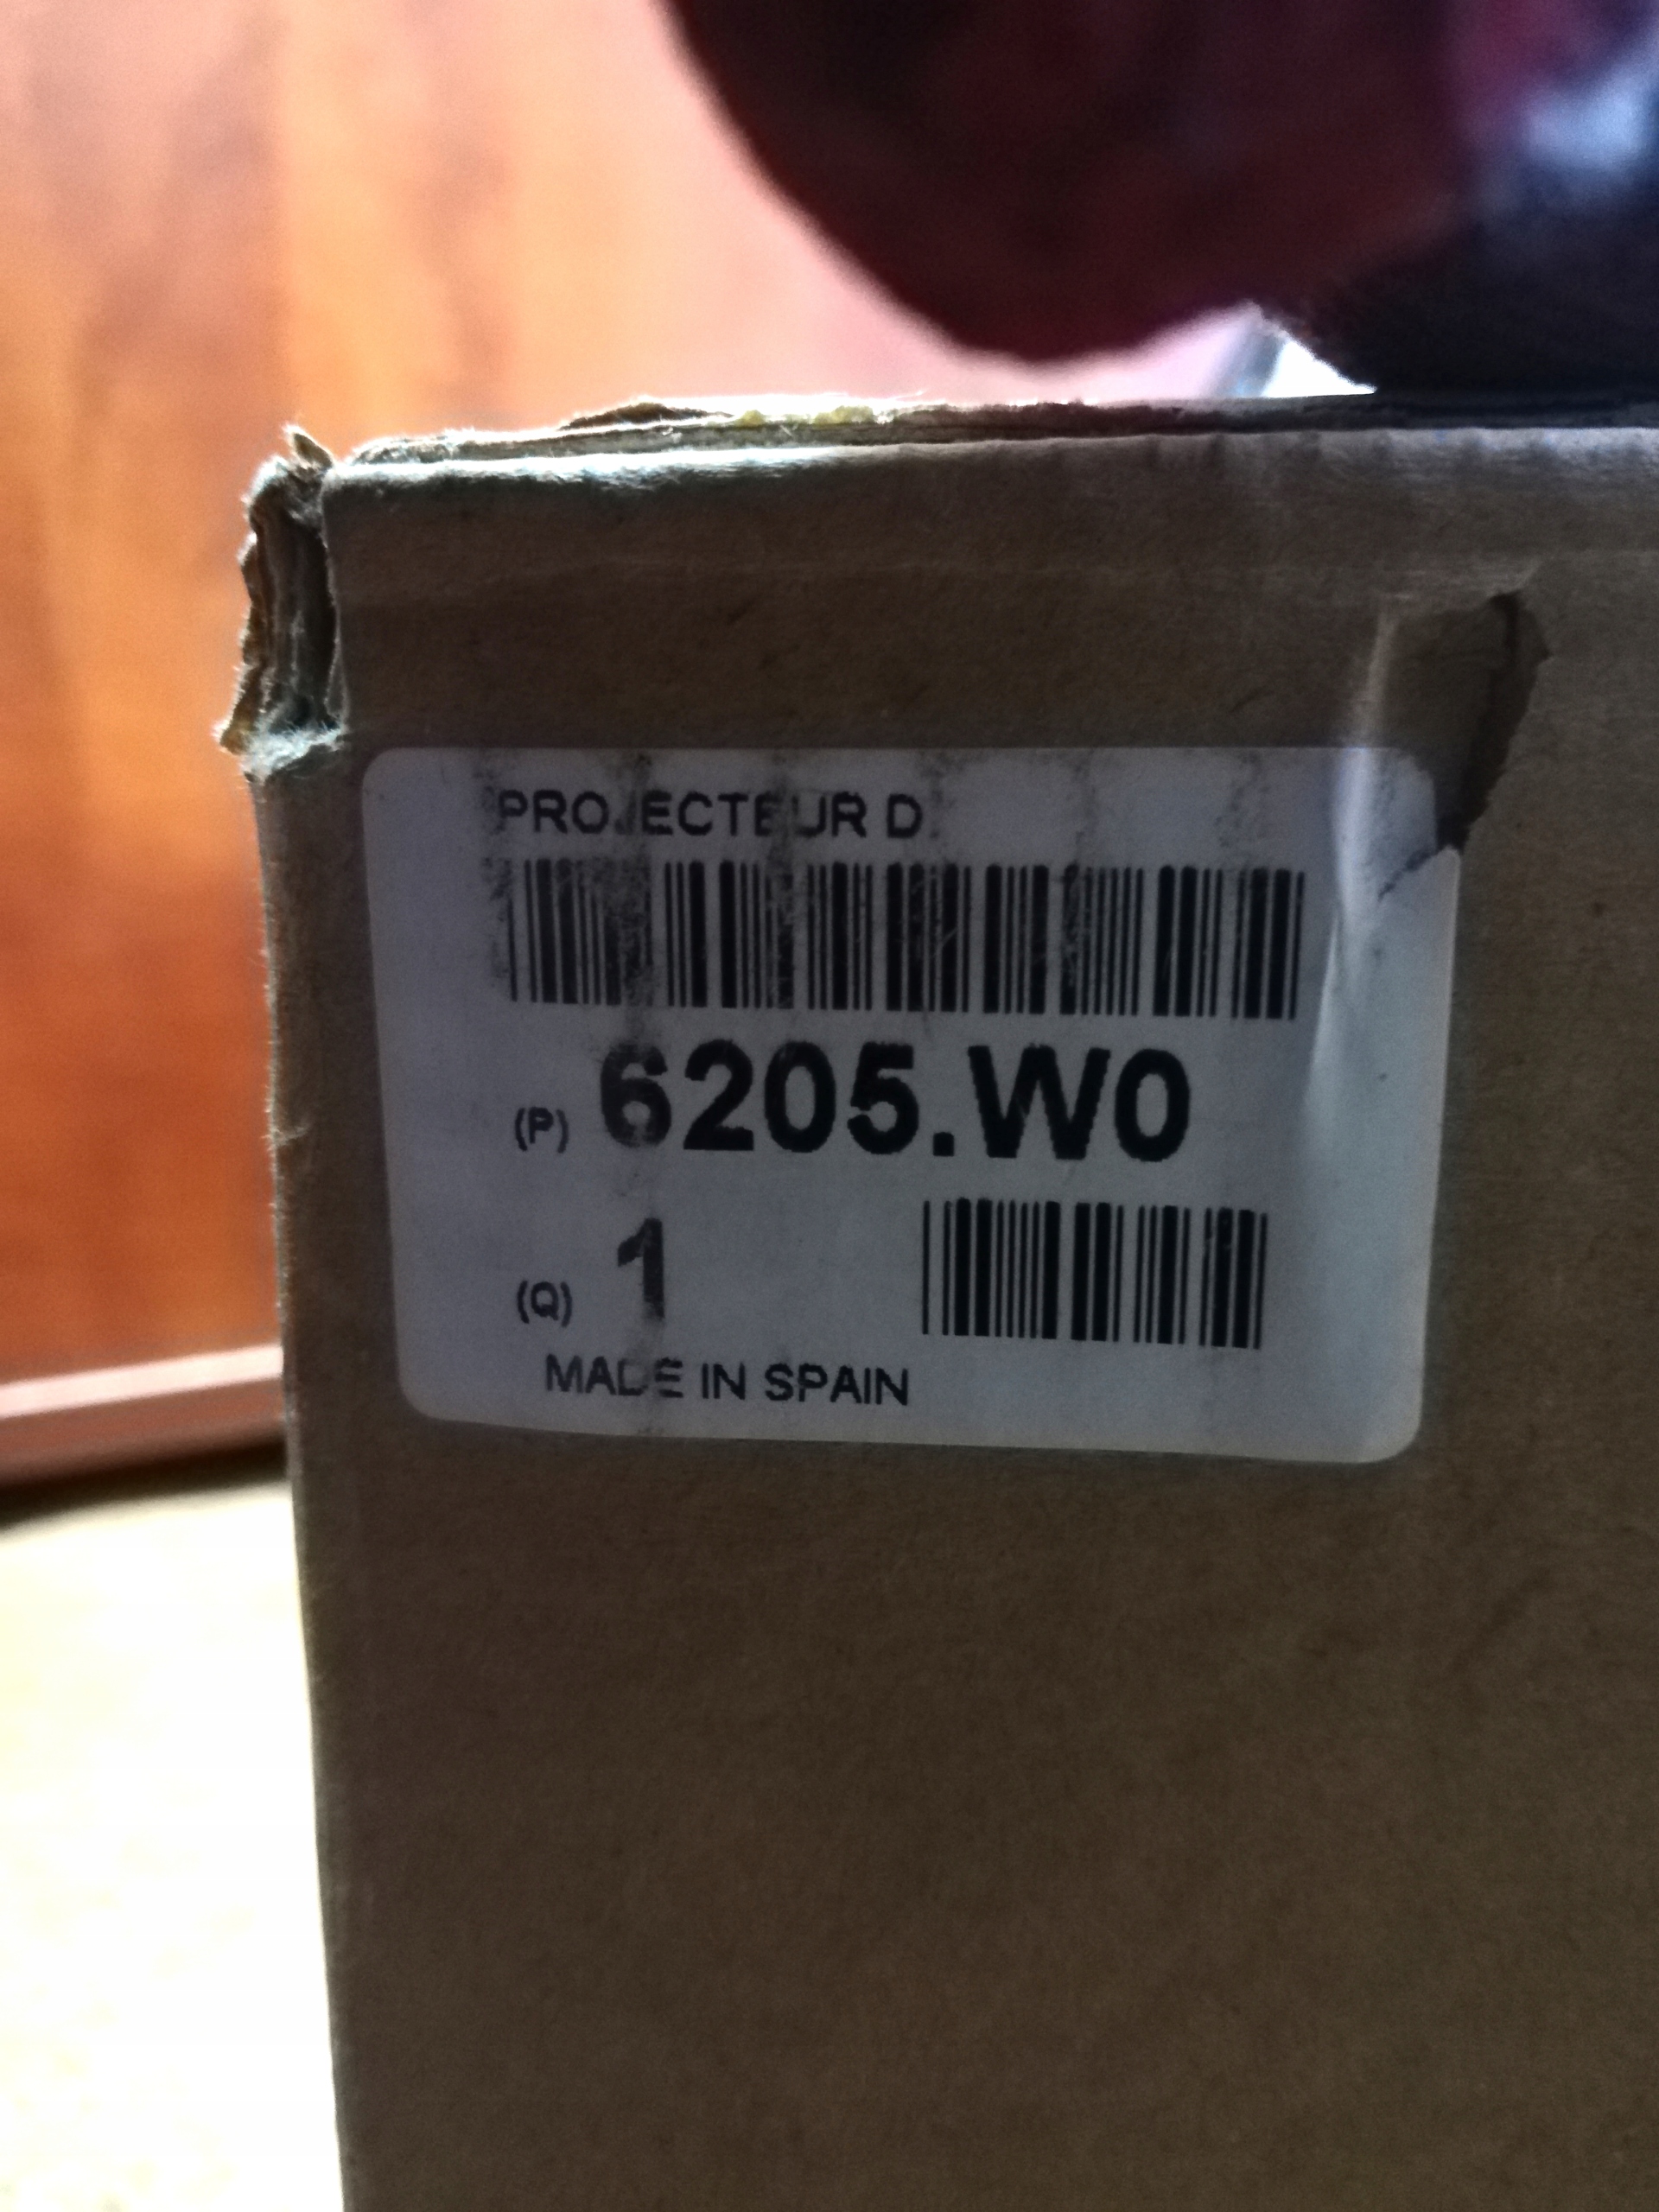 PROJECTEUR D
(P) 6205.W0
(Q) 1
MADE IN SPAIN